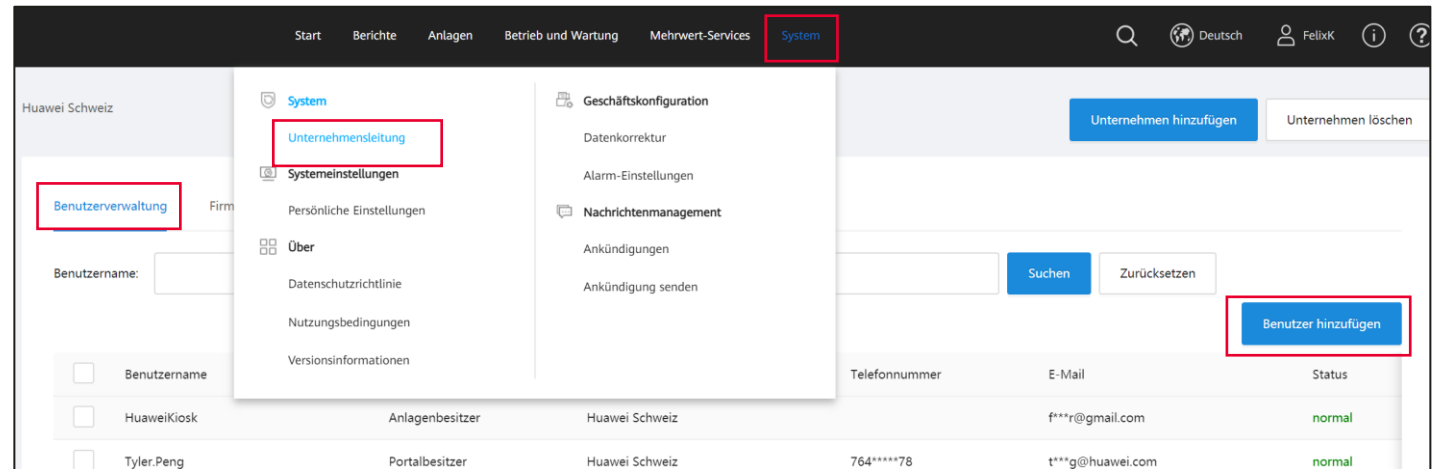 Start Berichte Anlagen Betrieb und Wartung Mehrwert-Services System Deutsch FelixK
Huawei Schweiz
Unternehmen hinzufügen Unternehmen löschen
System
Unternehmensleitung
Systemeinstellungen
Persönliche Einstellungen
Über
Datenschutzrichtlinie
Nutzungsbedingungen
Versionsinformationen
Geschäftskonfiguration
Datenkorrektur
Alarm-Einstellungen
Nachrichtenmanagement
Ankündigungen
Ankündigung senden
Benutzerverwaltung Firm
Benutzername: Suchen Zurücksetzen
Benutzer hinzufügen
Benutzername Telefonnummer E-Mail Status
HuaweiKiosk Anlagenbesitzer Huawei Schweiz f***r@gmail.com normal
Tyler.Peng Portalbesitzer Huawei Schweiz 764*****78 t***g@huawei.com normal